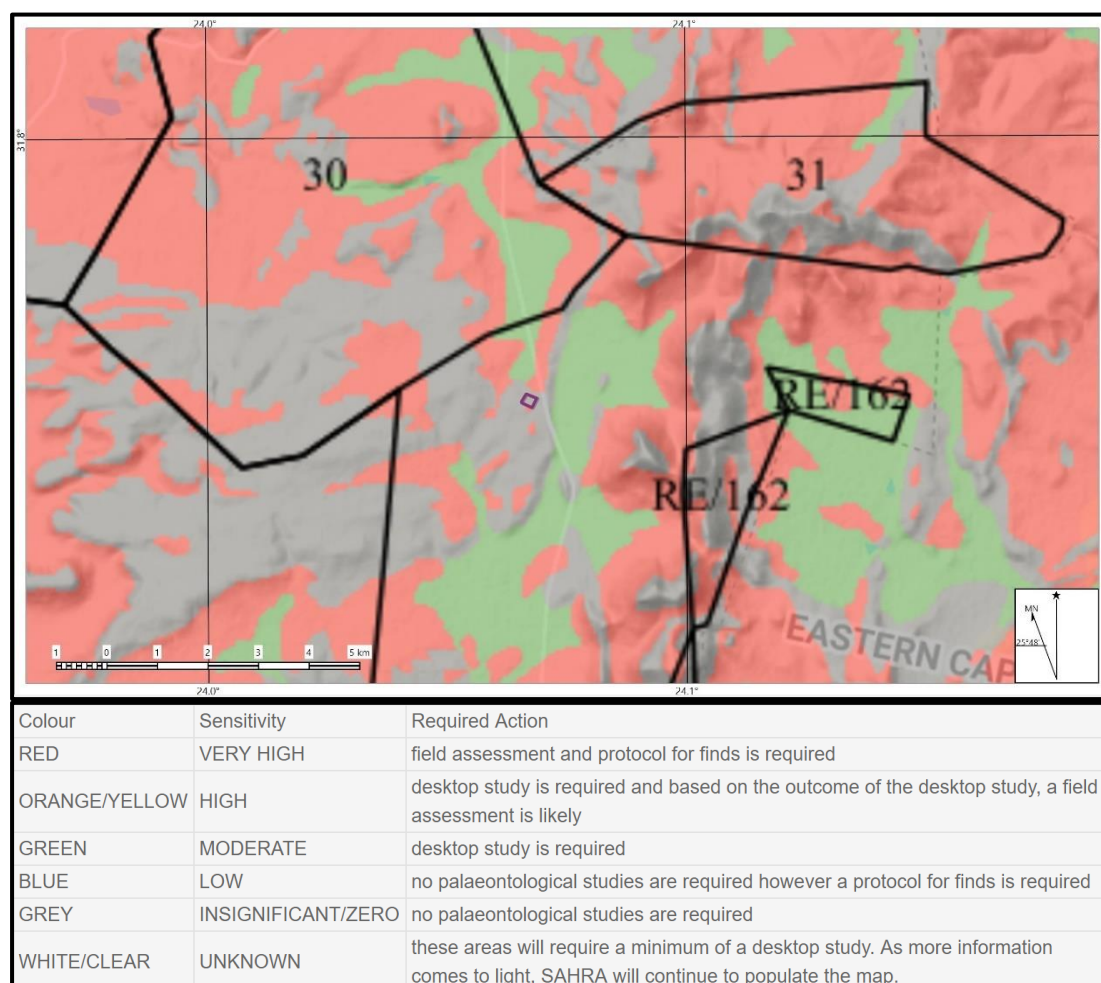 24.0° 24.1°
31.8°
30
31
RE/162
RE/162
EASTERN CAP
MN
25°48'
1 0 1 2 3 4 5 km
24.0° 24.1°
Colour Sensitivity Required Action
RED VERY HIGH field assessment and protocol for finds is required
ORANGE/YELLOW HIGH desktop study is required and based on the outcome of the desktop study, a field
assessment is likely
GREEN MODERATE desktop study is required
BLUE LOW no palaeontological studies are required however a protocol for finds is required
GREY INSIGNIFICANT/ZERO no palaeontological studies are required
WHITE/CLEAR UNKNOWN these areas will require a minimum of a desktop study. As more information
comes to light, SAHRA will continue to populate the map.